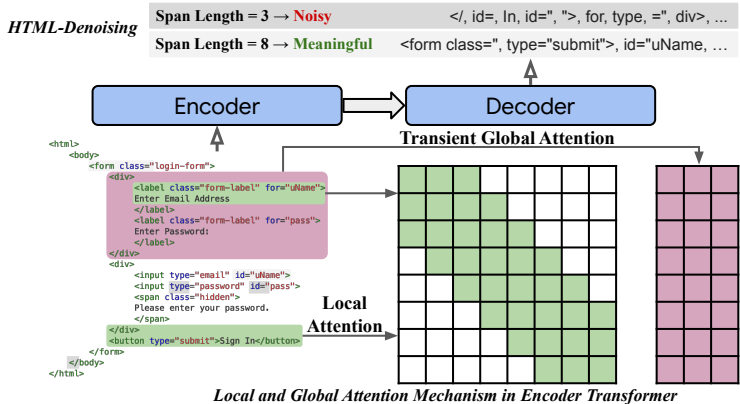 HTML-Denoising
Span Length = 3 → Noisy
</, id=, In, id=", ">, for, type, =", div>, ...
Span Length = 8 → Meaningful
<form class=", type="submit">, id="uName, …
Encoder
Decoder
Transient Global Attention
<html>
<body>
<form class="login-form">
<div>
<label class="form-label" for="uName">
Enter Email Address
</label>
<label class="form-label" for="pass">
Enter Password:
</label>
</div>
<div>
<input type="email" id="uName">
<input type="password" id="pass">
<span class="hidden">
Please enter your password.
</span>
</div>
<button type="submit">Sign In</button>
</form>
</body>
</html>
Local
Attention
Local and Global Attention Mechanism in Encoder Transformer